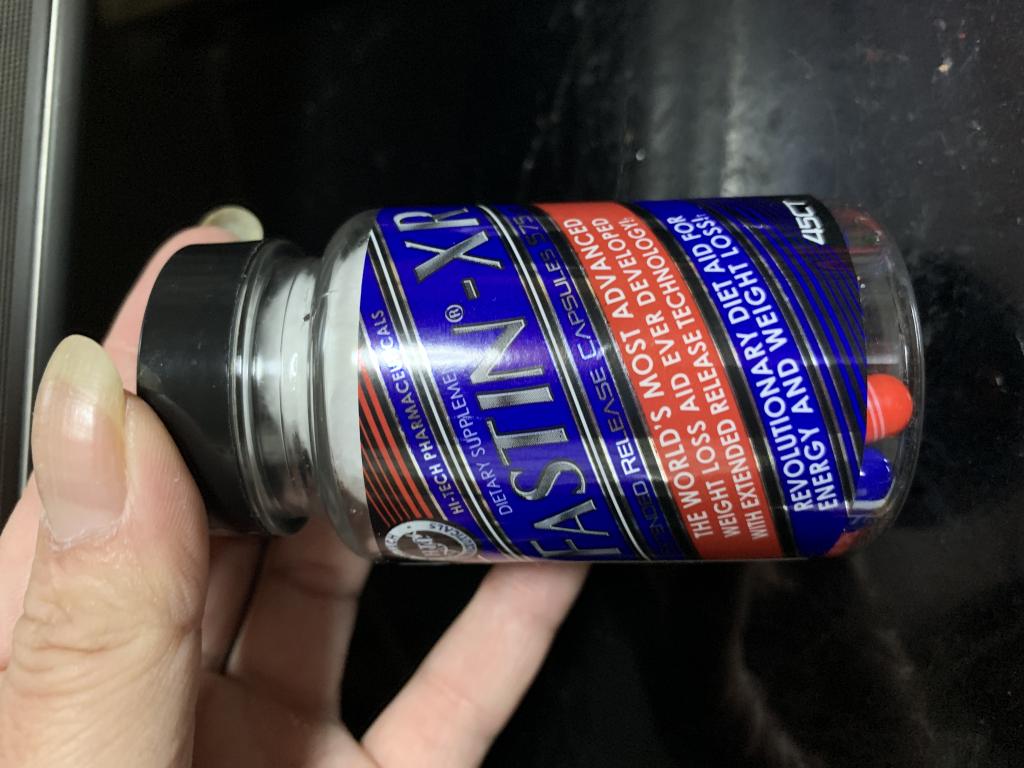 HI-TECH PHARMACEUTICALS
DIETARY SUPPLEMEN
FASTIN®-XR
RELEASE CAPSULES
THE WORLD'S MOST ADVANCED
WEIGHT LOSS AID EVER DEVELOPED
WITH EXTENDED RELEASE TECHNOLOGY!
REVOLUTIONARY DIET AID FOR
ENERGY AND WEIGHT LOSS!
45CT